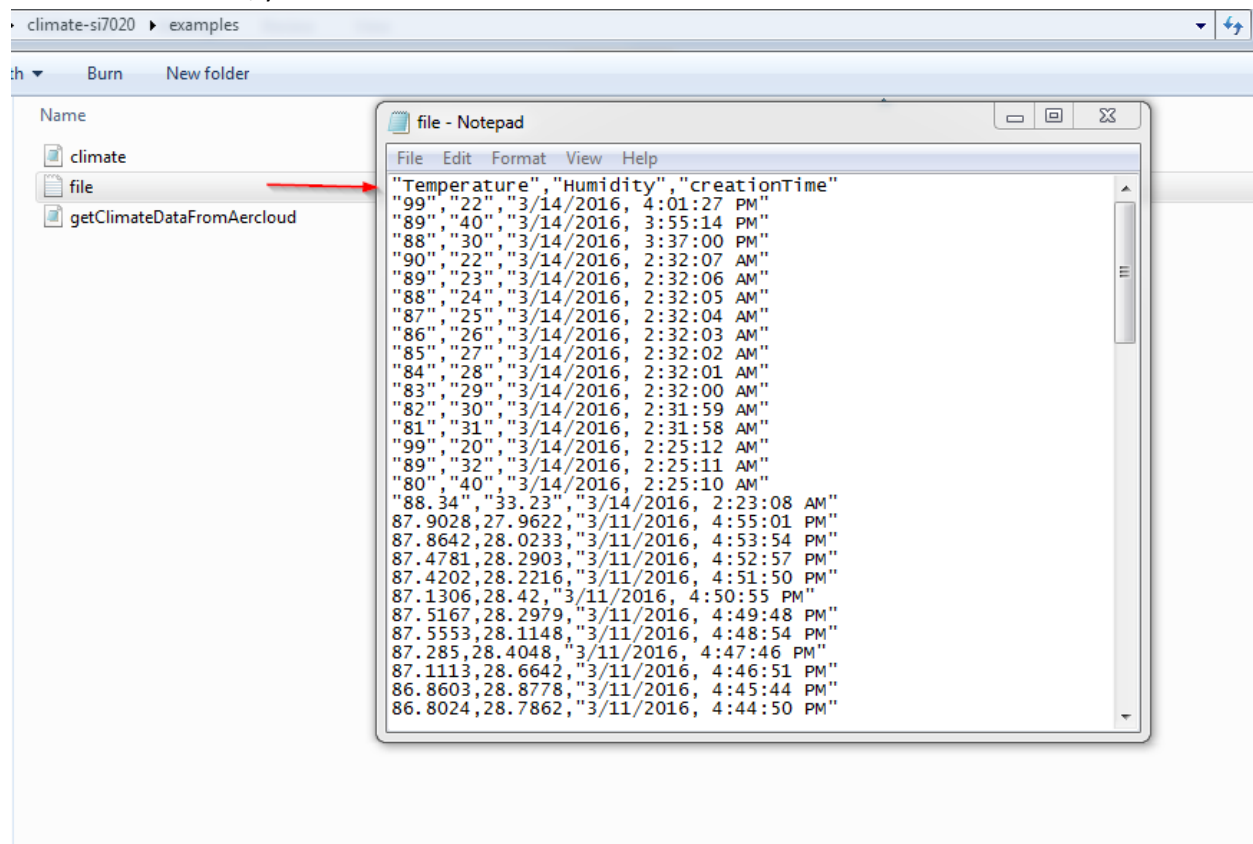 climate-si7020 ▸ examples
Burn New folder
Name
climate
file
getClimateDataFromAercloud
file - Notepad
File Edit Format View Help
"Temperature","Humidity","creationTime"
"99","22","3/14/2016, 4:01:27 PM"
"89","40","3/14/2016, 3:55:14 PM"
"88","30","3/14/2016, 3:37:00 PM"
"90","22","3/14/2016, 2:32:07 AM"
"89","23","3/14/2016, 2:32:06 AM"
"88","24","3/14/2016, 2:32:05 AM"
"87","25","3/14/2016, 2:32:04 AM"
"86","26","3/14/2016, 2:32:03 AM"
"85","27","3/14/2016, 2:32:02 AM"
"84","28","3/14/2016, 2:32:01 AM"
"83","29","3/14/2016, 2:32:00 AM"
"82","30","3/14/2016, 2:31:59 AM"
"81","31","3/14/2016, 2:31:58 AM"
"99","20","3/14/2016, 2:25:12 AM"
"89","32","3/14/2016, 2:25:11 AM"
"80","40","3/14/2016, 2:25:10 AM"
"88.34","33.23","3/14/2016, 2:23:08 AM"
87.9028,27.9622,"3/11/2016, 4:55:01 PM"
87.8642,28.0233,"3/11/2016, 4:53:54 PM"
87.4781,28.2903,"3/11/2016, 4:52:57 PM"
87.4202,28.2216,"3/11/2016, 4:51:50 PM"
87.1306,28.42,"3/11/2016, 4:50:55 PM"
87.5167,28.2979,"3/11/2016, 4:49:48 PM"
87.5553,28.1148,"3/11/2016, 4:48:54 PM"
87.285,28.4048,"3/11/2016, 4:47:46 PM"
87.1113,28.6642,"3/11/2016, 4:46:51 PM"
86.8603,28.8778,"3/11/2016, 4:45:44 PM"
86.8024,28.7862,"3/11/2016, 4:44:50 PM"